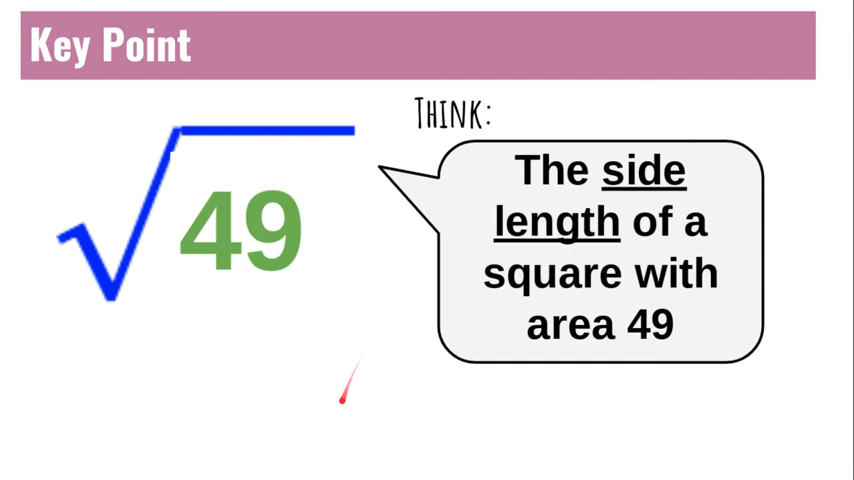 Key Point
THINK:
√49
The side
length of a
square with
area 49